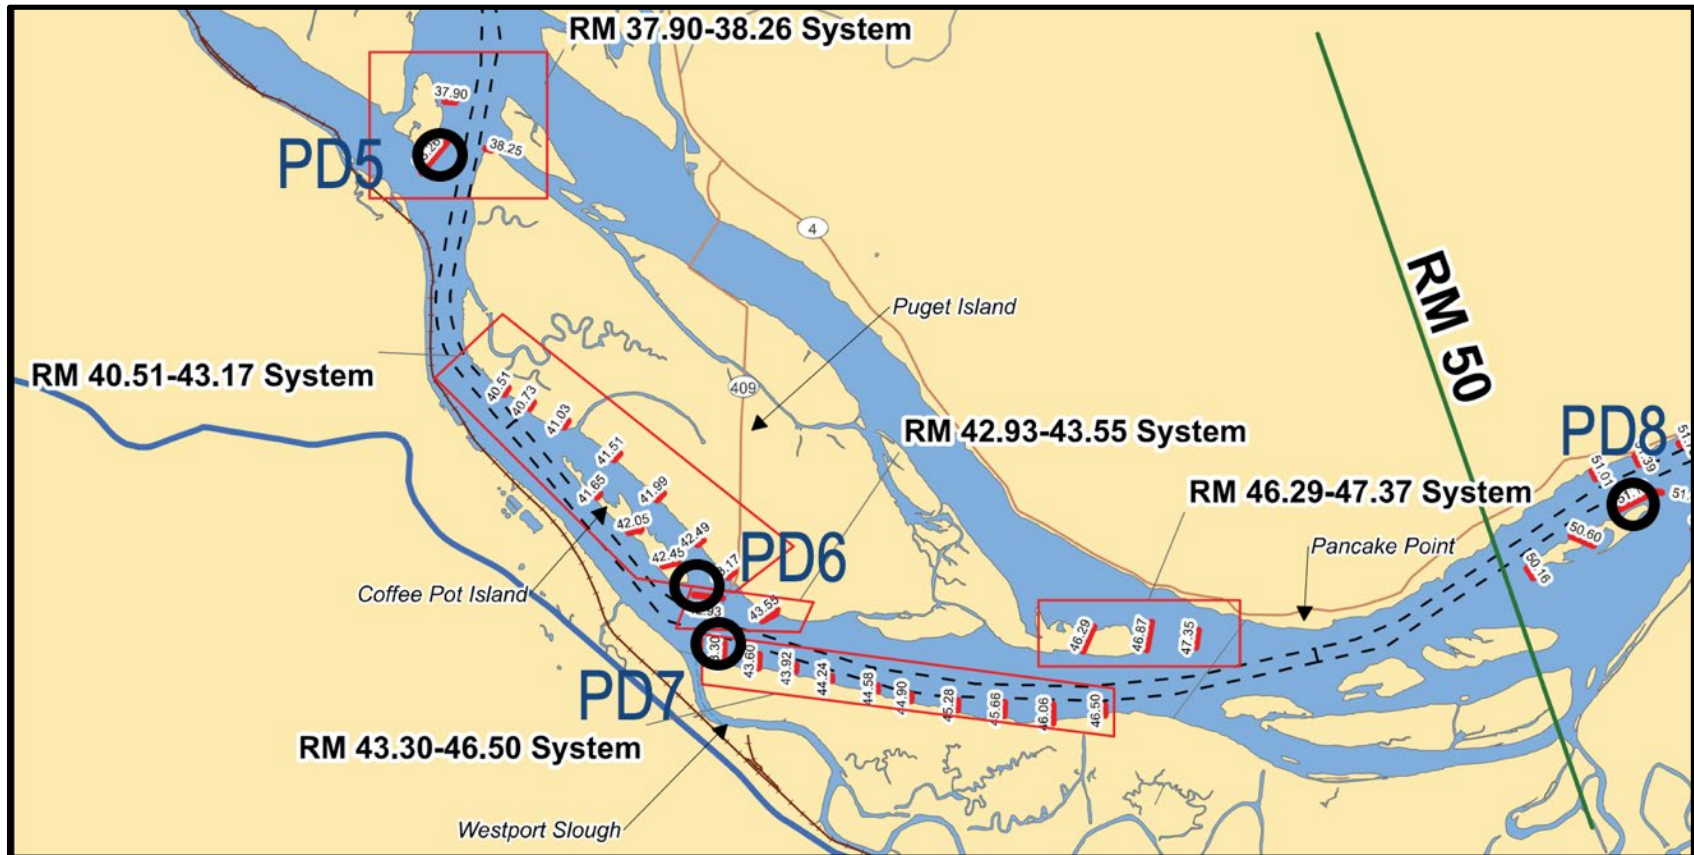 RM 37.90-38.26 System
37.90
38.25
PD5
4
RM 50
Puget Island
RM 40.51-43.17 System
409
40.51
40.73
41.03
RM 42.93-43.55 System
PD8
51.39
51.01
41.51
41.65
41.99
RM 46.29-47.37 System
42.05
42.49
50.60
PD6
Pancake Point
42.45
50.16
Coffee Pot Island
43.55
46.29
46.87
47.35
43.60
43.92
44.24
44.58
44.90
45.28
45.66
46.06
46.50
PD7
RM 43.30-46.50 System
Westport Slough